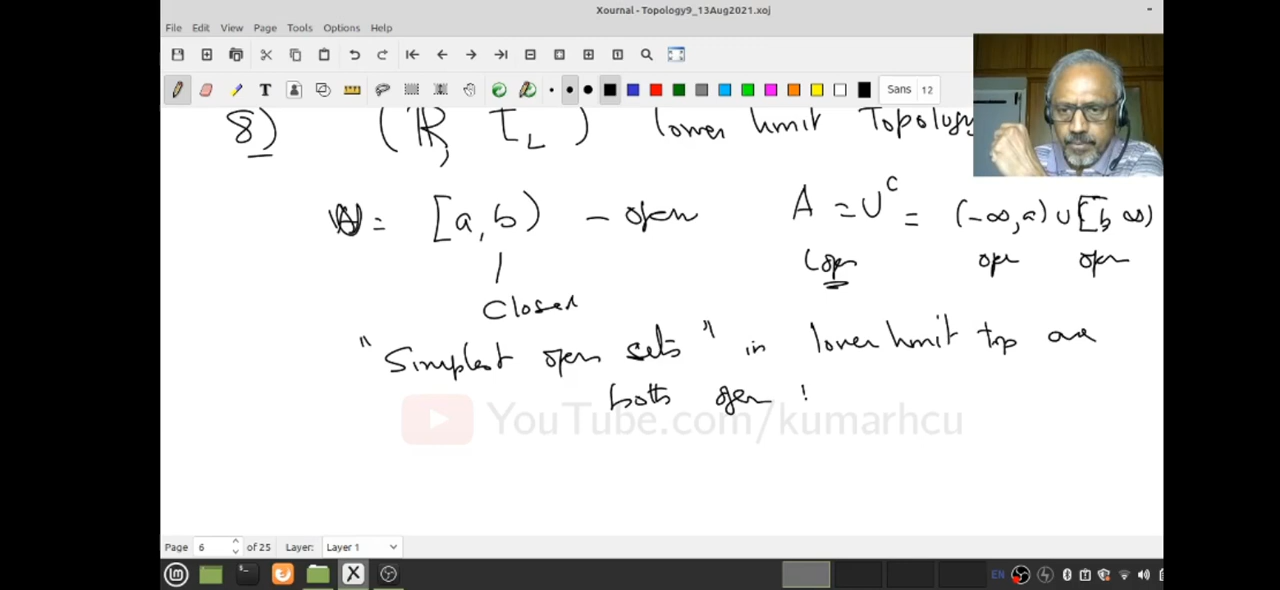 Xournal - Topology9_13Aug2021.xoj
File Edit View Page Tools Options Help
Sans 12
8) (ℝ, τ_L) lower limit Topology
U = [a, b) - open A = U^c = (-∞, a) ∪ [b, ∞)
open open open
closed
"Simplest open sets" in lower limit top are
both open !
YouTube.com/kumarhcu
Page 6 of 25 Layer: Layer 1
EN